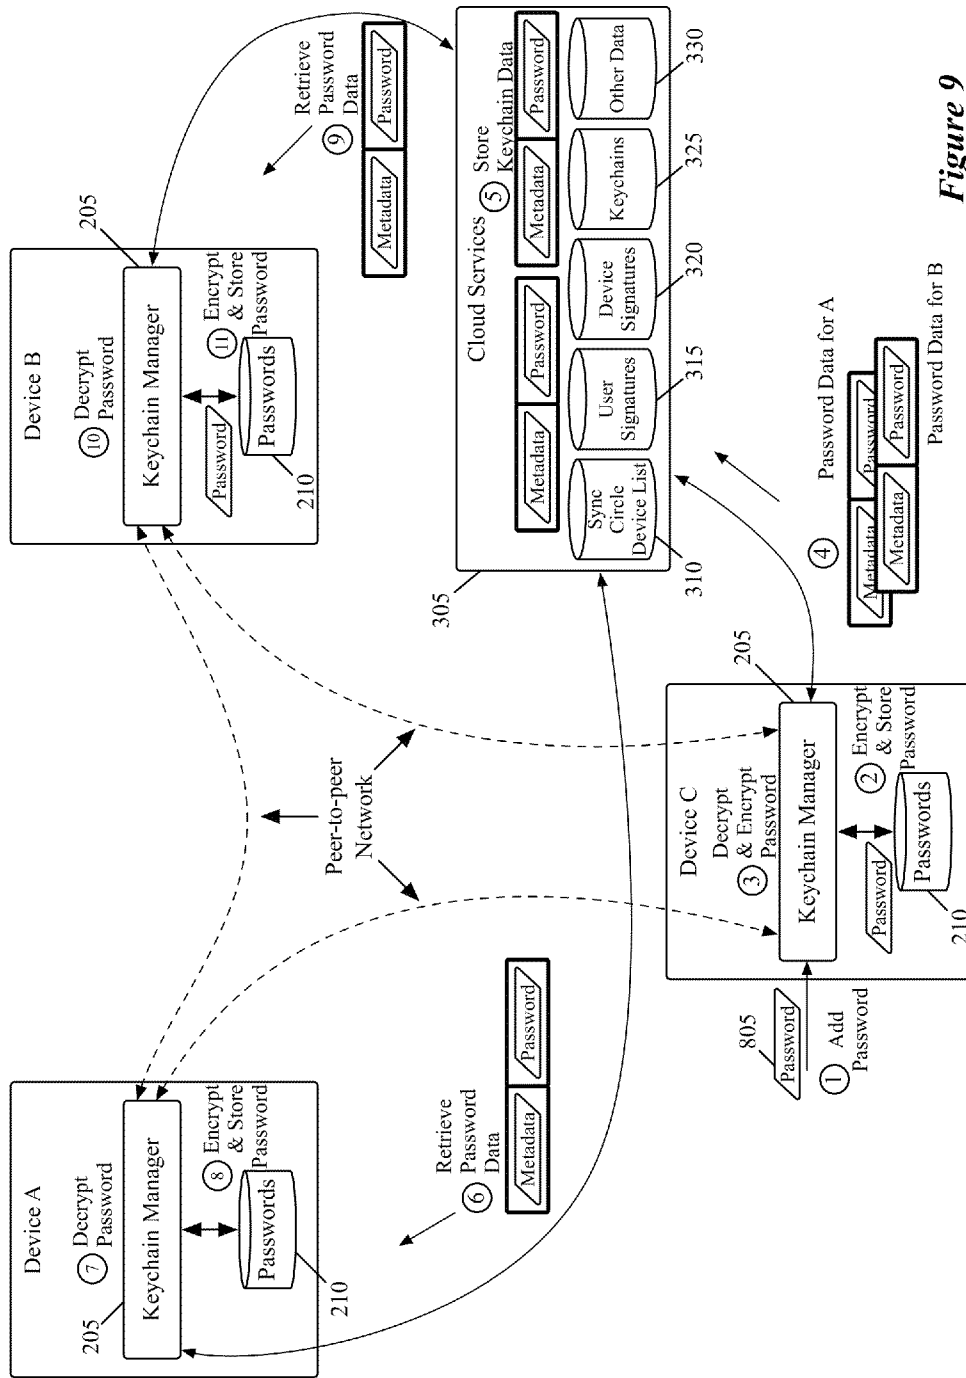 Device A
7 Decrypt
Password
205
Keychain Manager
8 Encrypt
& Store
Password
Passwords
210
Device B
10 Decrypt
Password
205
Keychain Manager
11 Encrypt
& Store
Password
Password
Passwords
210
Peer-to-peer
Network
Retrieve
Password
9 Data
Metadata
Password
Retrieve
Password
6 Data
Metadata
Password
305
Cloud Services
5 Store
Keychain Data
Metadata
Password
Metadata
Password
Sync
Circle
Device List
User
Signatures
Device
Signatures
Keychains
Other Data
310
315
320
325
330
Device C
Decrypt
3 & Encrypt
Password
205
Keychain Manager
805
Password
1 Add
Password
2 Encrypt
& Store
Password
Password
Passwords
210
4
Password Data for A
Metadata
Password
Metadata
Password
Password Data for B
Figure 9